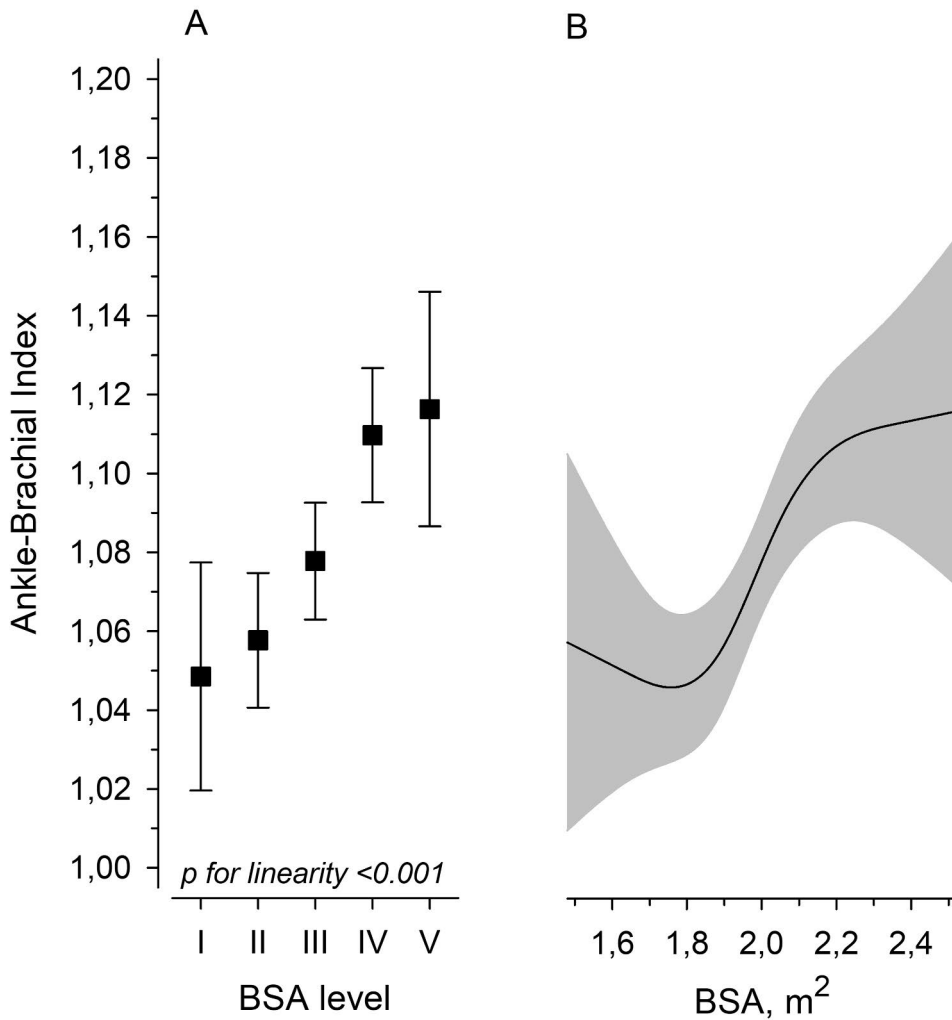 A
B
1,20
1,18
1,16
1,14
1,12
1,10
1,08
1,06
1,04
1,02
1,00
Ankle-Brachial Index
p for linearity <0.001
I II III IV V
BSA level
1,6 1,8 2,0 2,2 2,4
BSA, m²